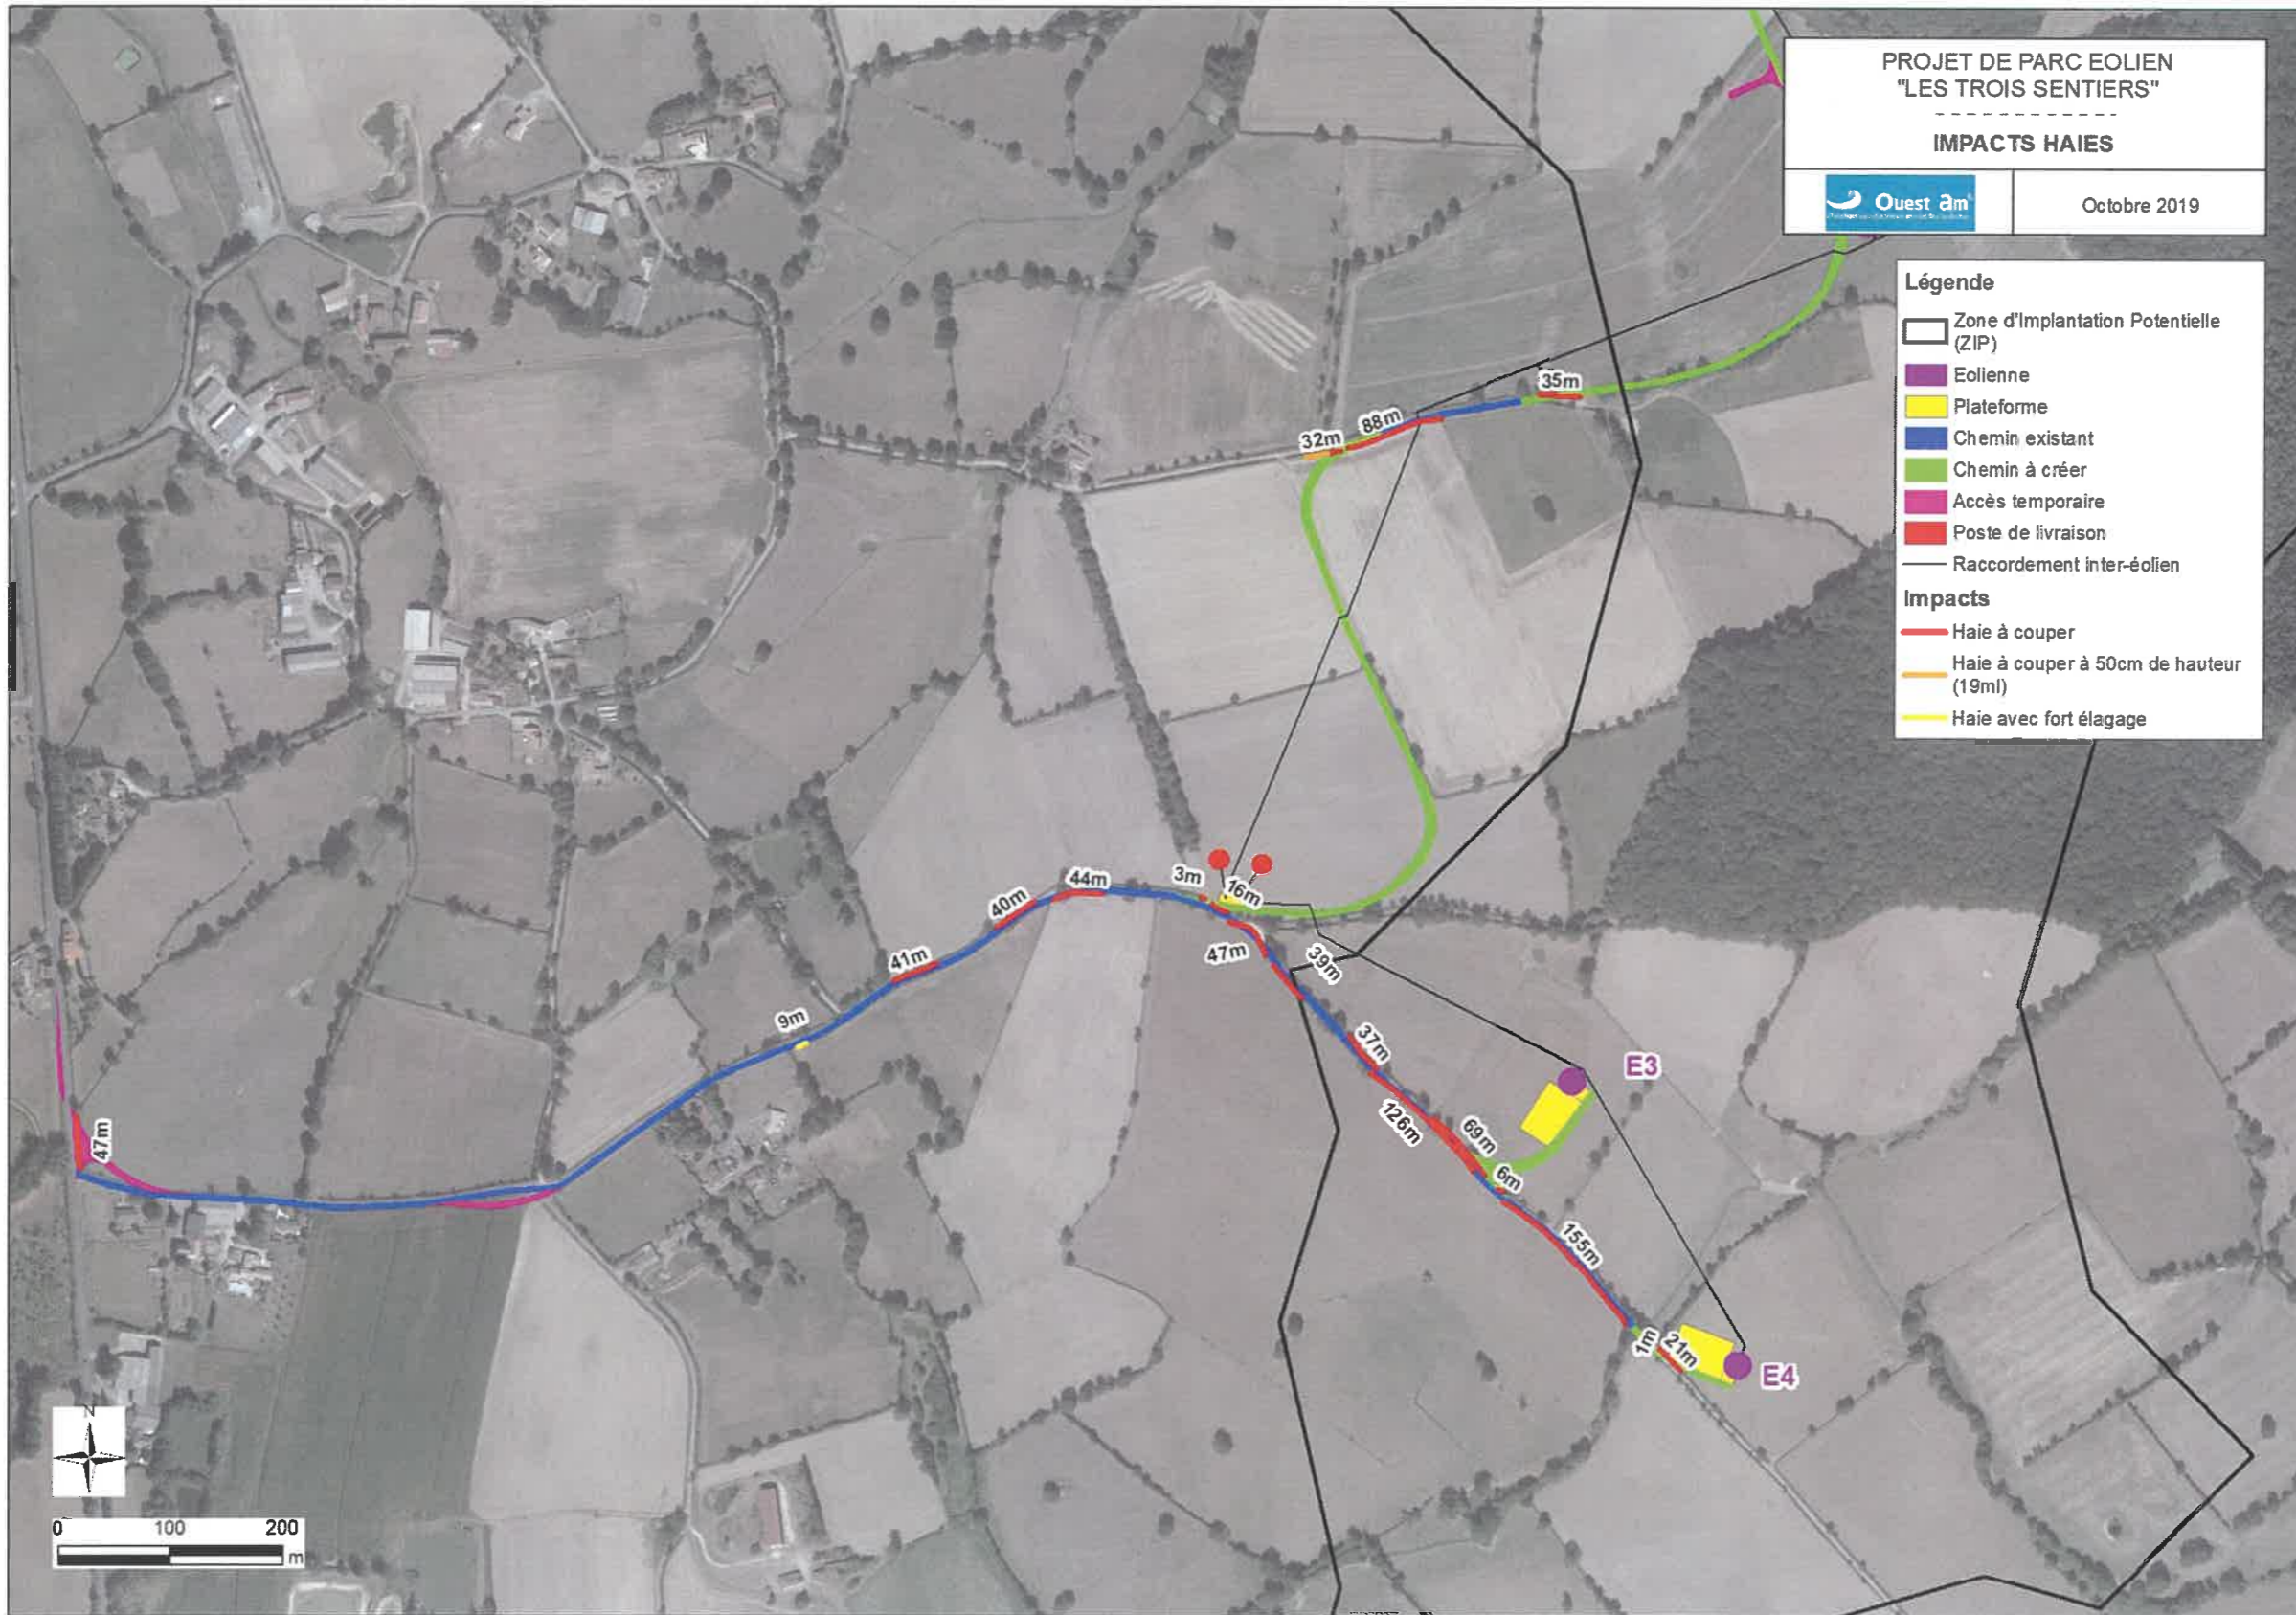 PROJET DE PARC EOLIEN
"LES TROIS SENTIERS"
IMPACTS HAIES
Ouest am
Octobre 2019
Légende
Zone d'Implantation Potentielle
(ZIP)
Eolienne
Plateforme
Chemin existant
Chemin à créer
Accès temporaire
Poste de livraison
Raccordement inter-éolien
Impacts
Haie à couper
Haie à couper à 50cm de hauteur
(19ml)
Haie avec fort élagage
35m
88m
32m
3m
16m
44m
40m
41m
47m
39m
9m
37m
E3
126m
69m
6m
47m
155m
1m
21m
E4
N
0 100 200
m